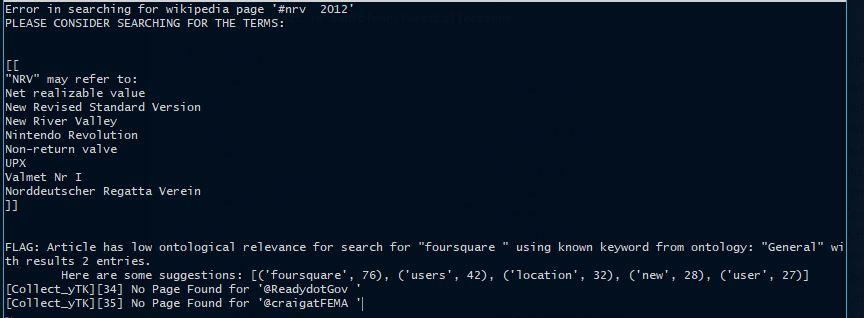 Error in searching for wikipedia page '#nrv  2012'
PLEASE CONSIDER SEARCHING FOR THE TERMS:
[[
"NRV" may refer to:
Net realizable value
New Revised Standard Version
New River Valley
Nintendo Revolution
Non-return valve
UPX
Valmet Nr I
Norddeutscher Regatta Verein
]]
FLAG: Article has low ontological relevance for search for "foursquare " using known keyword from ontology: "General" wi
th results 2 entries.
Here are some suggestions: [('foursquare', 76), ('users', 42), ('location', 32), ('new', 28), ('user', 27)]
[Collect_yTK][34] No Page Found for '@ReadydotGov '
[Collect_yTK][35] No Page Found for '@craigatFEMA '